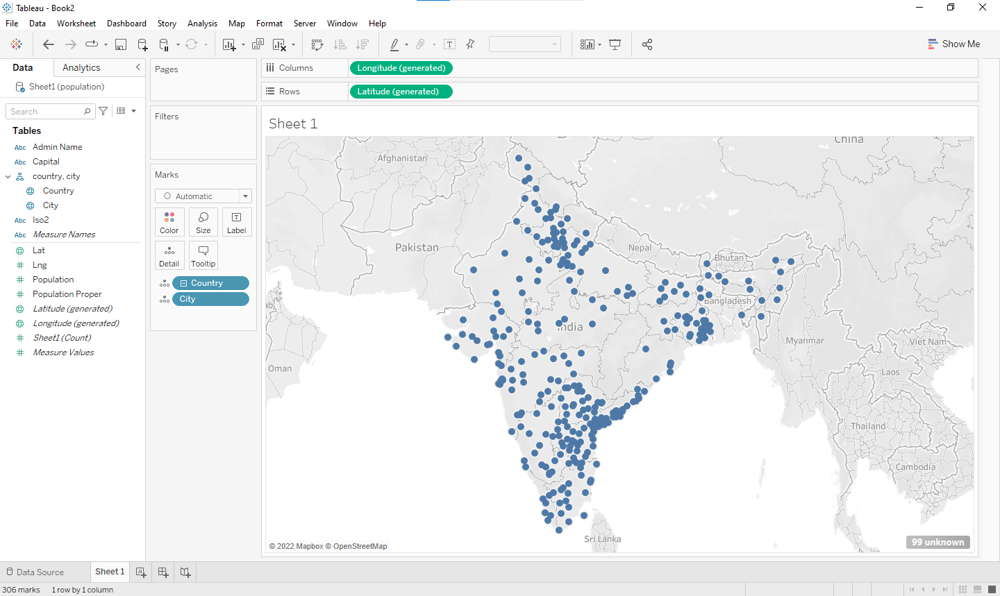 Tableau - Book2
File Data Worksheet Dashboard Story Analysis Map Format Server Window Help
Show Me
Data Analytics
Sheet1 (population)
Search
Tables
Abc Admin Name
Abc Capital
country, city
Country
City
Abc Iso2
Abc Measure Names
Lat
Lng
Population
Population Proper
Latitude (generated)
Longitude (generated)
Sheet1 (Count)
Measure Values
Pages
Filters
Marks
Automatic
Color Size Label
Detail Tooltip
Country
City
Columns Longitude (generated)
Rows Latitude (generated)
Sheet 1
China
Afghanistan
Pakistan
Nepal
Bhutan
Bangladesh
India
Myanmar
Viet Nam
Oman
Laos
Thailand
Cambodia
Sri Lanka
© 2022 Mapbox © OpenStreetMap
99 unknown
Data Source Sheet 1
306 marks 1 row by 1 column